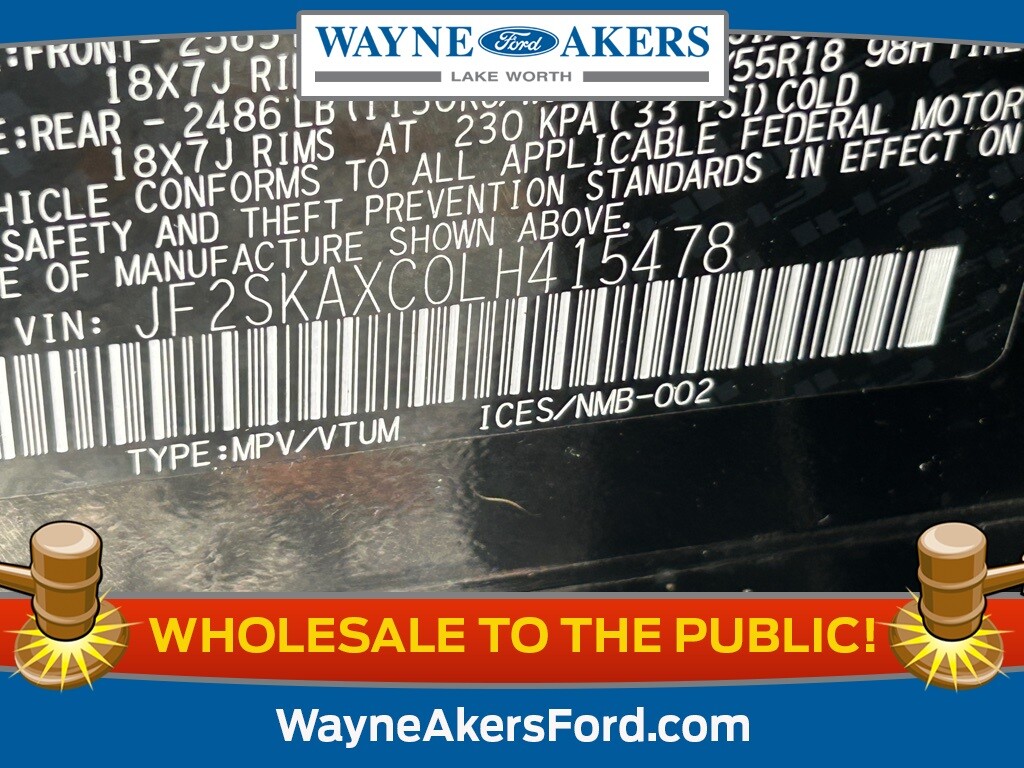 WAYNE Ford AKERS
LAKE WORTH
:FRONT-
18X7J RIMS
55R18 98H
E:REAR - 2486 LB
18X7J RIMS AT 230 KPA( 33 PSI)COLD
HICLE CONFORMS TO ALL APPLICABLE FEDERAL MOTOR
SAFETY AND THEFT PREVENTION STANDARDS IN EFFECT ON
E OF MANUFACTURE SHOWN ABOVE.
VIN: JF2SKAXC0LH415478
TYPE:MPV/VTUM ICES/NMB-002
WHOLESALE TO THE PUBLIC!
WayneAkersFord.com